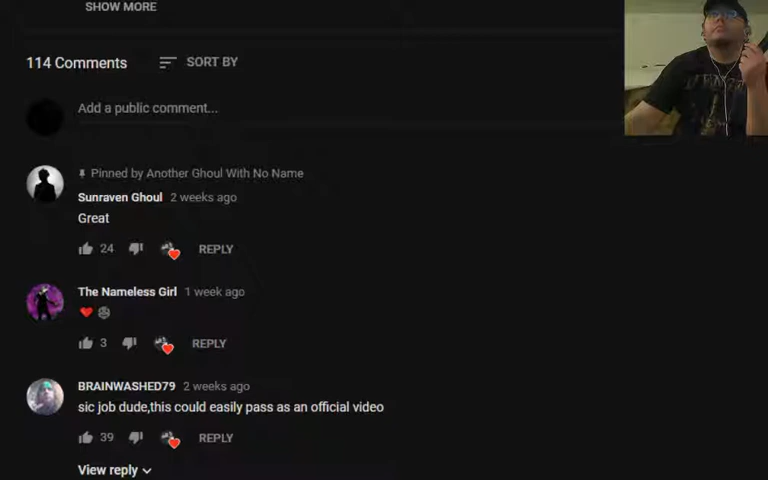 SHOW MORE
114 Comments SORT BY
Add a public comment...
Pinned by Another Ghoul With No Name
Sunraven Ghoul 2 weeks ago
Great
24 REPLY
The Nameless Girl 1 week ago
3 REPLY
BRAINWASHED79 2 weeks ago
sic job dude,this could easily pass as an official video
39 REPLY
View reply